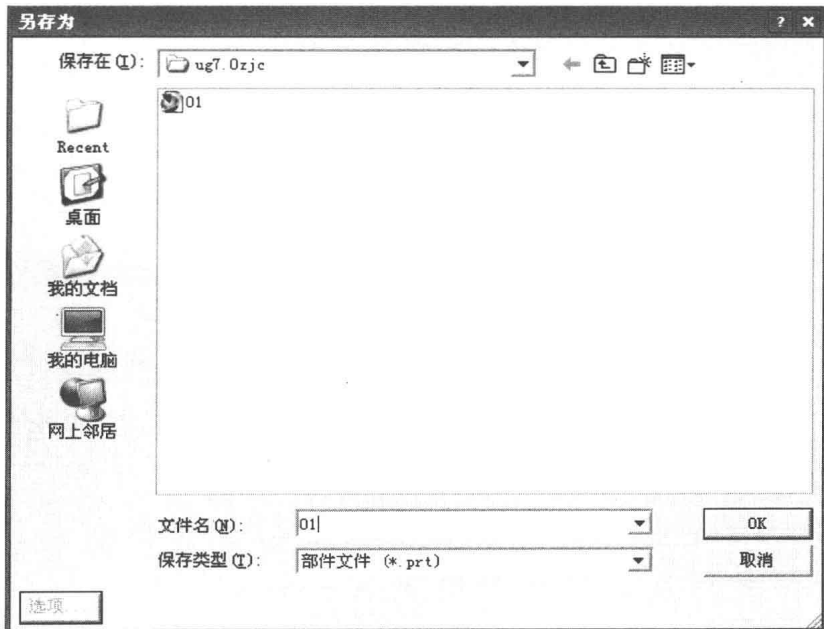 另存为
保存在(I):
ug7.0zjc
01
Recent
桌面
我的文档
我的电脑
网上邻居
文件名(N):
01
OK
保存类型(T):
部件文件 (*.prt)
取消
选项...